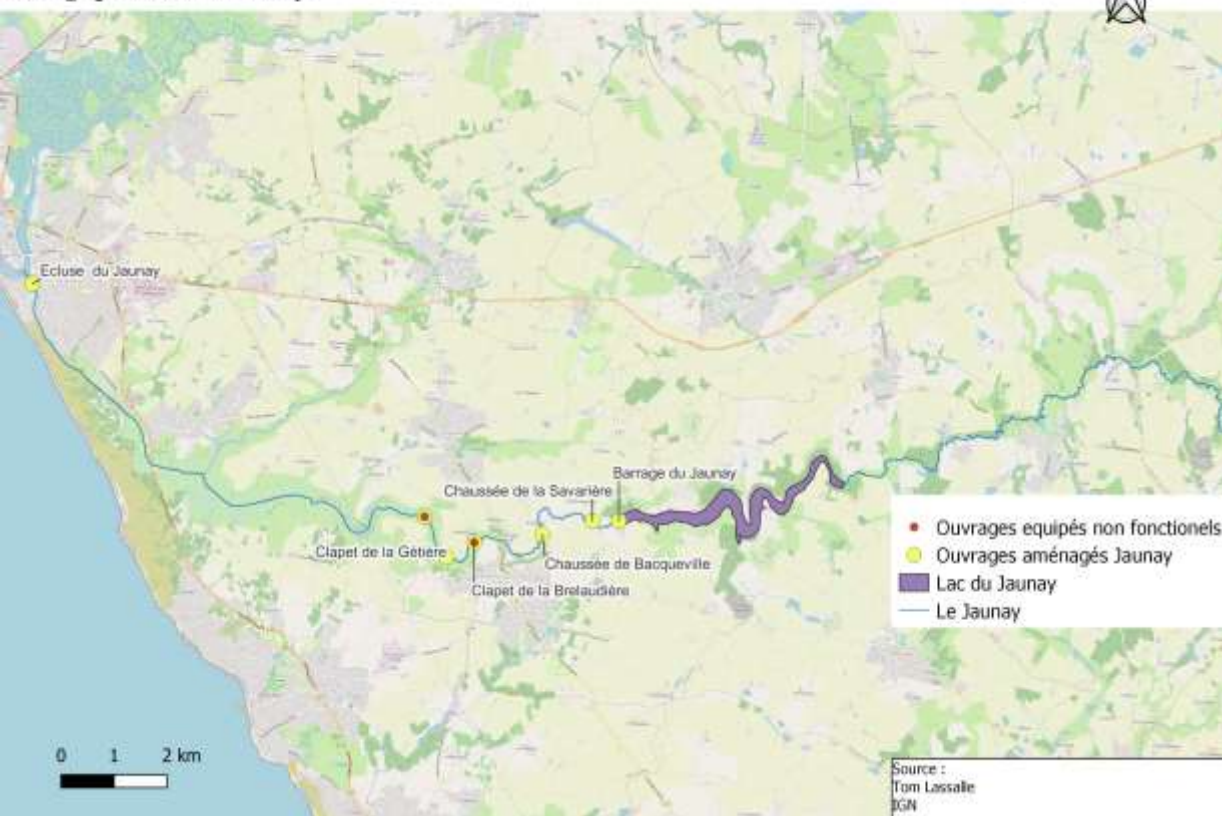 Ecluse du Jaunay
Barrage du Jaunay
Chaussée de la Savarière
Clapet de la Gétière
Chaussée de Bacqueville
Clapet de la Brelaudière
Ouvrages equipés non fonctionels
Ouvrages aménagés Jaunay
Lac du Jaunay
Le Jaunay
0 1 2 km
Source :
Tom Lassalle
IGN